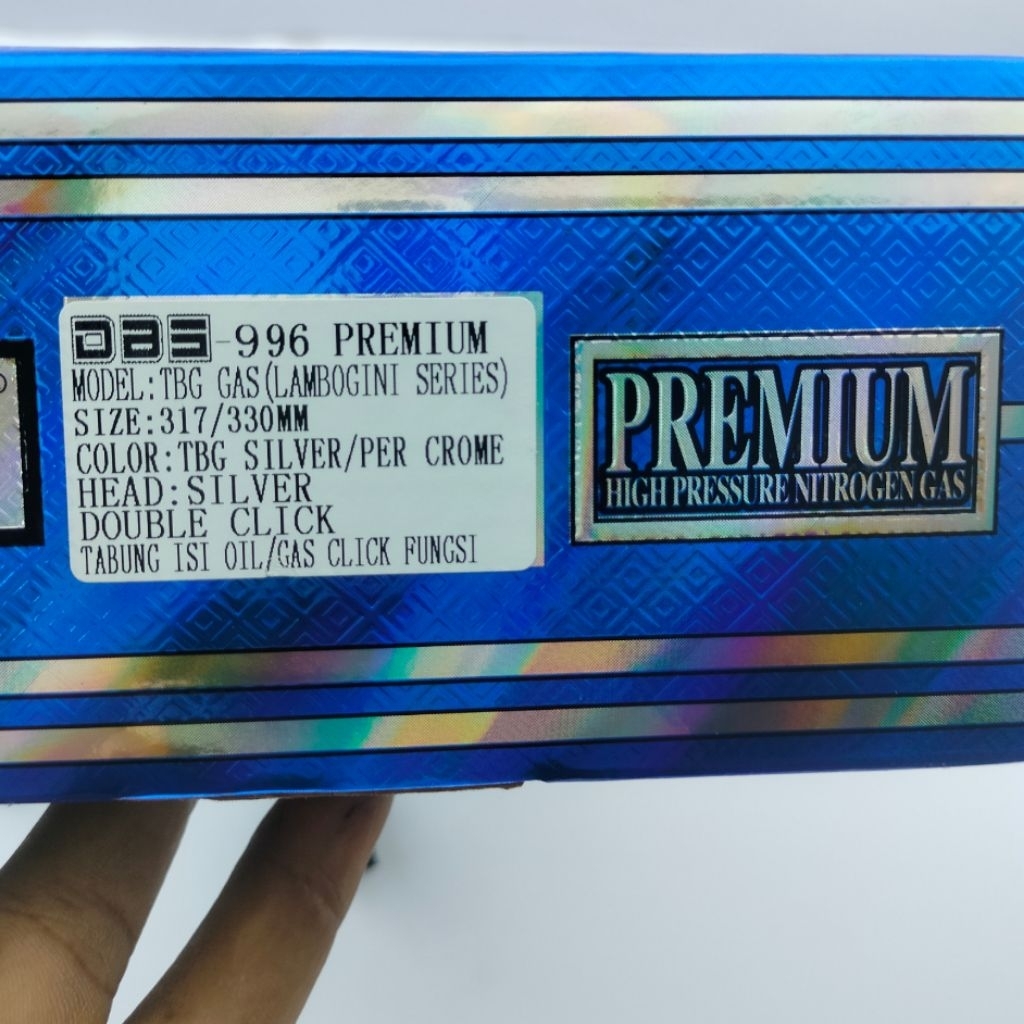 DBS-996 PREMIUM
MODEL:TBG GAS(LAMBOGINI SERIES)
SIZE:317/330MM
COLOR:TBG SILVER/PER CROME
HEAD:SILVER
DOUBLE CLICK
TABUNG ISI OIL/GAS CLICK FUNGSI
PREMIUM
HIGH PRESSURE NITROGEN GAS